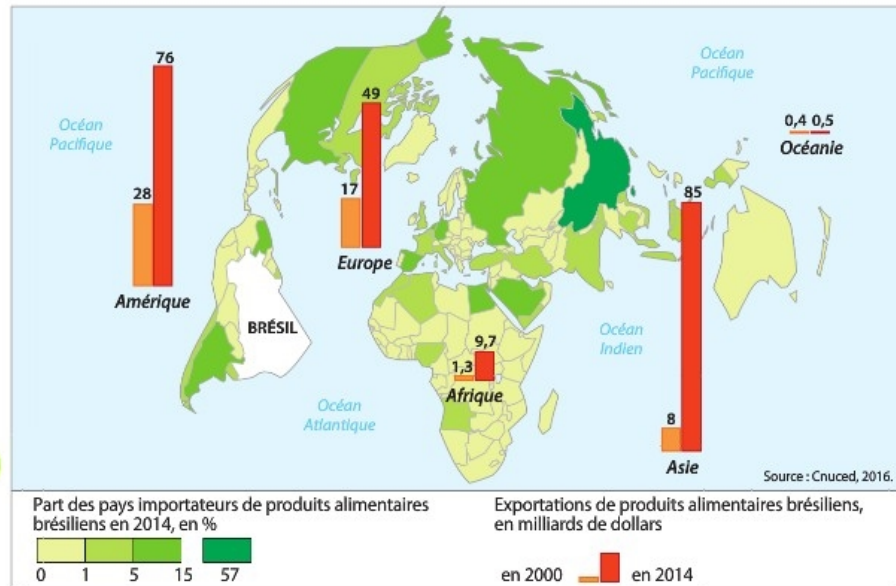 76
Océan
Pacifique
28
Amérique
49
17
Europe
Océan
Pacifique
0,4 0,5
Océanie
85
8
Asie
BRÉSIL
9,7
1,3
Afrique
Océan
Indien
Océan
Atlantique
Source : Cnuced, 2016.
Part des pays importateurs de produits alimentaires
brésiliens en 2014, en %
0 1 5 15 57
Exportations de produits alimentaires brésiliens,
en milliards de dollars
en 2000 en 2014